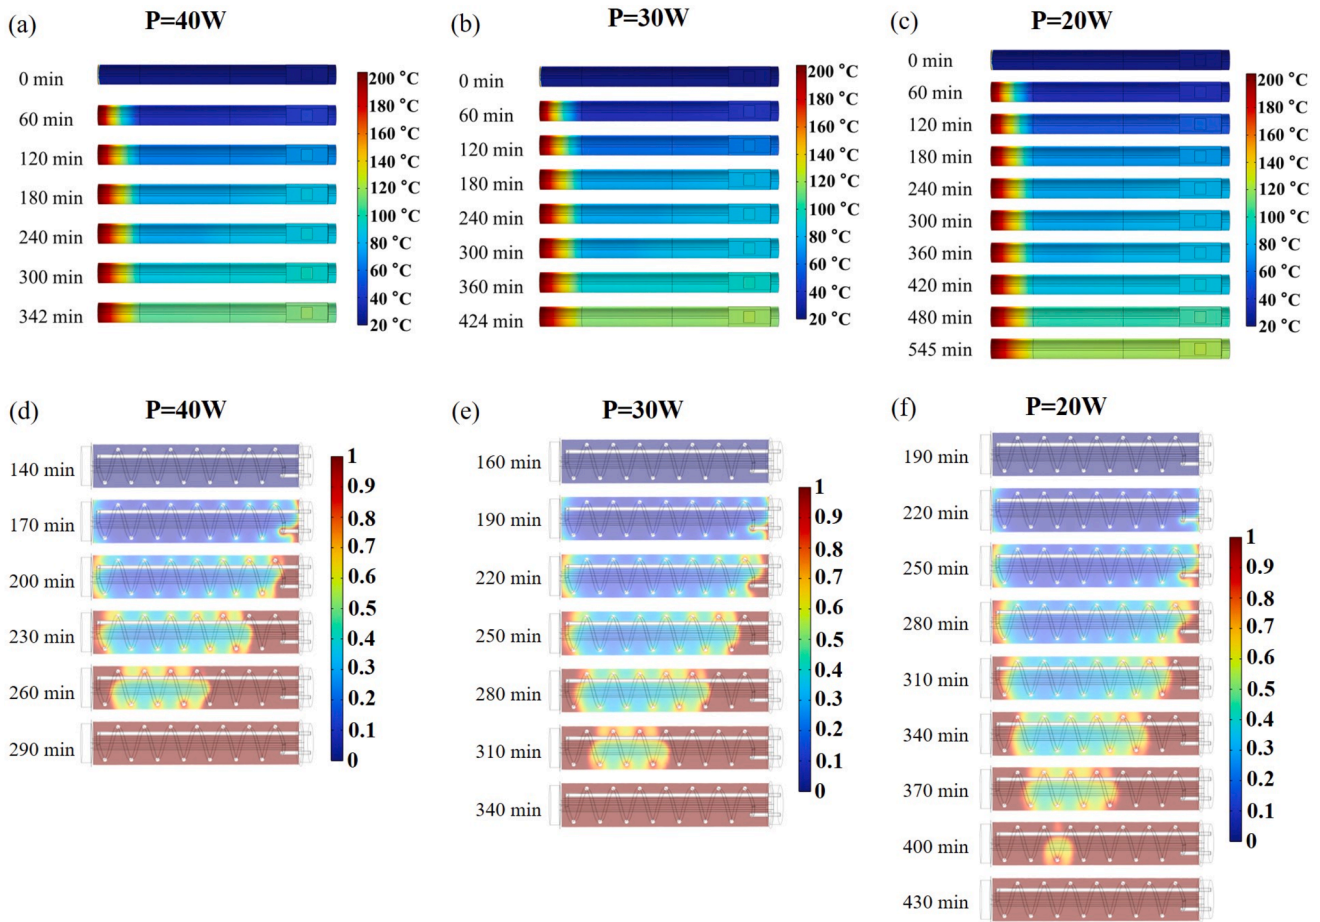 (a) P=40W
0 min
60 min
120 min
180 min
240 min
300 min
342 min
200 °C
180 °C
160 °C
140 °C
120 °C
100 °C
80 °C
60 °C
40 °C
20 °C
(b) P=30W
0 min
60 min
120 min
180 min
240 min
300 min
360 min
424 min
200 °C
180 °C
160 °C
140 °C
120 °C
100 °C
80 °C
60 °C
40 °C
20 °C
(c) P=20W
0 min
60 min
120 min
180 min
240 min
300 min
360 min
420 min
480 min
545 min
200 °C
180 °C
160 °C
140 °C
120 °C
100 °C
80 °C
60 °C
40 °C
20 °C
(d) P=40W
140 min
170 min
200 min
230 min
260 min
290 min
1
0.9
0.8
0.7
0.6
0.5
0.4
0.3
0.2
0.1
0
(e) P=30W
160 min
190 min
220 min
250 min
280 min
310 min
340 min
1
0.9
0.8
0.7
0.6
0.5
0.4
0.3
0.2
0.1
0
(f) P=20W
190 min
220 min
250 min
280 min
310 min
340 min
370 min
400 min
430 min
1
0.9
0.8
0.7
0.6
0.5
0.4
0.3
0.2
0.1
0